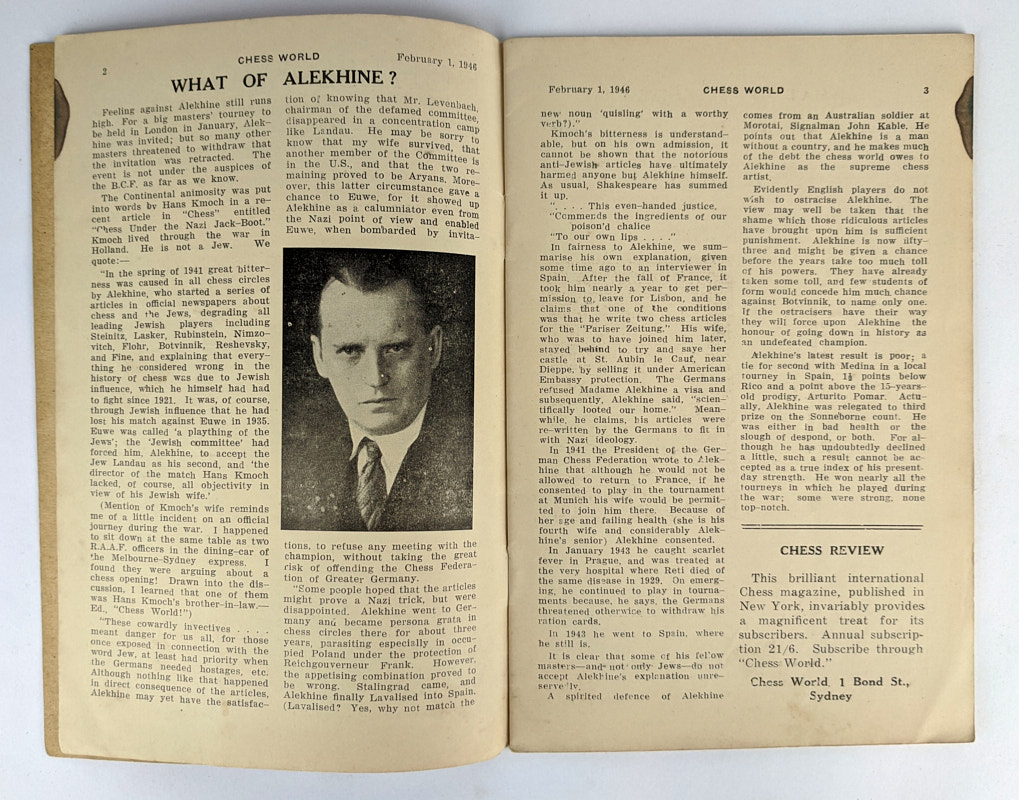 2
CHESS WORLD
February 1, 1946
WHAT OF ALEKHINE?
Feeling against Alekhine still runs
high. For a big masters' tourney to
be held in London in January, Alek-
hine was invited; but so many other
masters threatened to withdraw that
the invitation was retracted. The
event is not under the auspices of
the B.C.F. as far as we know.
The Continental animosity was put
into words by Hans Kmoch in a re-
cent article in "Chess" entitled
"Chess Under the Nazi Jack-Boot."
Kmoch lived through the war in
Holland. He is not a Jew. We
quote:—
"In the spring of 1941 great bitter-
ness was caused in all chess circles
by Alekhine, who started a series of
articles in official newspapers about
chess and the Jews, degrading all
leading Jewish players including
Steinitz, Lasker, Rubinstein, Nimzo-
vitch, Flohr, Botvinnik, Reshevsky,
and Fine, and explaining that every-
thing he considered wrong in the
history of chess was due to Jewish
influence, which he himself had had
to fight since 1921. It was, of course,
through Jewish influence that he had
lost his match against Euwe in 1935.
Euwe was called 'a plaything of the
Jews'; the 'Jewish committee' had
forced him, Alekhine, to accept the
Jew Landau as his second, and 'the
director of the match Hans Kmoch
lacked, of course, all objectivity in
view of his Jewish wife.'
(Mention of Kmoch's wife reminds
me of a little incident on an official
journey during the war. I happened
to sit down at the same table as two
R.A.A.F. officers in the dining-car of
the Melbourne-Sydney express. I
found they were arguing about a
chess opening! Drawn into the dis-
cussion, I learned that one of them
was Hans Kmoch's brother-in-law.—
Ed., "Chess World!")
"These cowardly invectives . . . .
meant danger for us all, for those
once exposed in connection with the
word Jew, at least had priority when
the Germans needed hostages, etc.
Although nothing like that happened
in direct consequence of the articles,
Alekhine may yet have the satisfac-
tion of knowing that Mr. Levenbach,
chairman of the defamed committee,
disappeared in a concentration camp
like Landau. He may be sorry to
know that my wife survived, that
another member of the Committee is
in the U.S., and that the two re-
maining proved to be Aryans. More-
over, this latter circumstance gave a
chance to Euwe, for it showed up
Alekhine as a calumniator even from
the Nazi point of view and enabled
Euwe, when bombarded by invita-
tions, to refuse any meeting with the
champion, without taking the great
risk of offending the Chess Federa-
tion of Greater Germany.
"Some people hoped that the articles
might prove a Nazi trick, but were
disappointed. Alekhine went to Ger-
many and became persona grata in
chess circles there for about three
years, parasiting especially in occu-
pied Poland under the protection of
Reichgouverneur Frank. However,
the appetising combination proved to
be wrong. Stalingrad came, and
Alekhine finally Lavalised into Spain.
(Lavalised? Yes, why not match the
February 1, 1946
CHESS WORLD
3
new noun 'quisling' with a worthy
verb?)."
Kmoch's bitterness is understand-
able, but on his own admission, it
cannot be shown that the notorious
anti-Jewish articles have ultimately
harmed anyone but Alekhine himself.
As usual, Shakespeare has summed
it up.
". . . . This even-handed justice,
"Commends the ingredients of our
poison'd chalice
"To our own lips . . . ."
In fairness to Alekhine, we sum-
marise his own explanation, given
some time ago to an interviewer in
Spain. After the fall of France, it
took him nearly a year to get per-
mission to leave for Lisbon, and he
claims that one of the conditions
was that he write two chess articles
for the "Pariser Zeitung." His wife,
who was to have joined him later,
stayed behind to try and save her
castle at St. Aubin le Cauf, near
Dieppe, by selling it under American
Embassy protection. The Germans
refused Madame Alekhine a visa and
subsequently, Alekhine said, "scien-
tifically looted our home." Mean-
while, he claims, his articles were
re-written by the Germans to fit in
with Nazi ideology.
In 1941 the President of the Ger-
man Chess Federation wrote to Alek-
hine that although he would not be
allowed to return to France, if he
consented to play in the tournament
at Munich his wife would be permit-
ted to join him there. Because of
her age and failing health (she is his
fourth wife and considerably Alek-
hine's senior) Alekhine consented.
In January 1943 he caught scarlet
fever in Prague, and was treated at
the very hospital where Reti died of
the same disease in 1929. On emerg-
ing, he continued to play in tourna-
ments because, he says, the Germans
threatened otherwise to withdraw his
ration cards.
In 1943 he went to Spain, where
he still is.
It is clear that some of his fellow
masters—and not only Jews—do not
accept Alekhine's explanation unre-
servedly.
A spirited defence of Alekhine
comes from an Australian soldier at
Morotai, Signalman John Kable. He
points out that Alekhine is a man
without a country, and he makes much
of the debt the chess world owes to
Alekhine as the supreme chess
artist.
Evidently English players do not
wish to ostracise Alekhine. The
view may well be taken that the
shame which those ridiculous articles
have brought upon him is sufficient
punishment. Alekhine is now fifty-
three and might be given a chance
before the years take too much toll
of his powers. They have already
taken some toll, and few students of
form would concede him much chance
against Botvinnik, to name only one.
If the ostracisers have their way
they will force upon Alekhine the
honour of going down in history as
an undefeated champion.
Alekhine's latest result is poor; a
tie for second with Medina in a local
tourney in Spain, 1½ points below
Rico and a point above the 15-years-
old prodigy, Arturito Pomar. Actu-
ally, Alekhine was relegated to third
prize on the Sonneborne count. He
was either in bad health or the
slough of despond, or both. For al-
though he has undoubtedly declined
a little, such a result cannot be ac-
cepted as a true index of his present-
day strength. He won nearly all the
tourneys in which he played during
the war; some were strong, none
top-notch.
CHESS REVIEW
This brilliant international
Chess magazine, published in
New York, invariably provides
a magnificent treat for its
subscribers. Annual subscrip-
tion 21/6. Subscribe through
"Chess World."
Chess World, 1 Bond St.,
Sydney